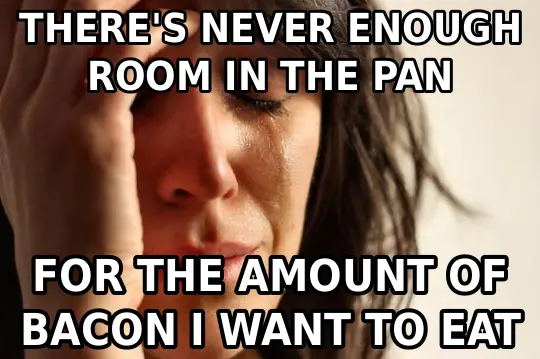 THERE'S NEVER ENOUGH
ROOM IN THE PAN
FOR THE AMOUNT OF
BACON I WANT TO EAT